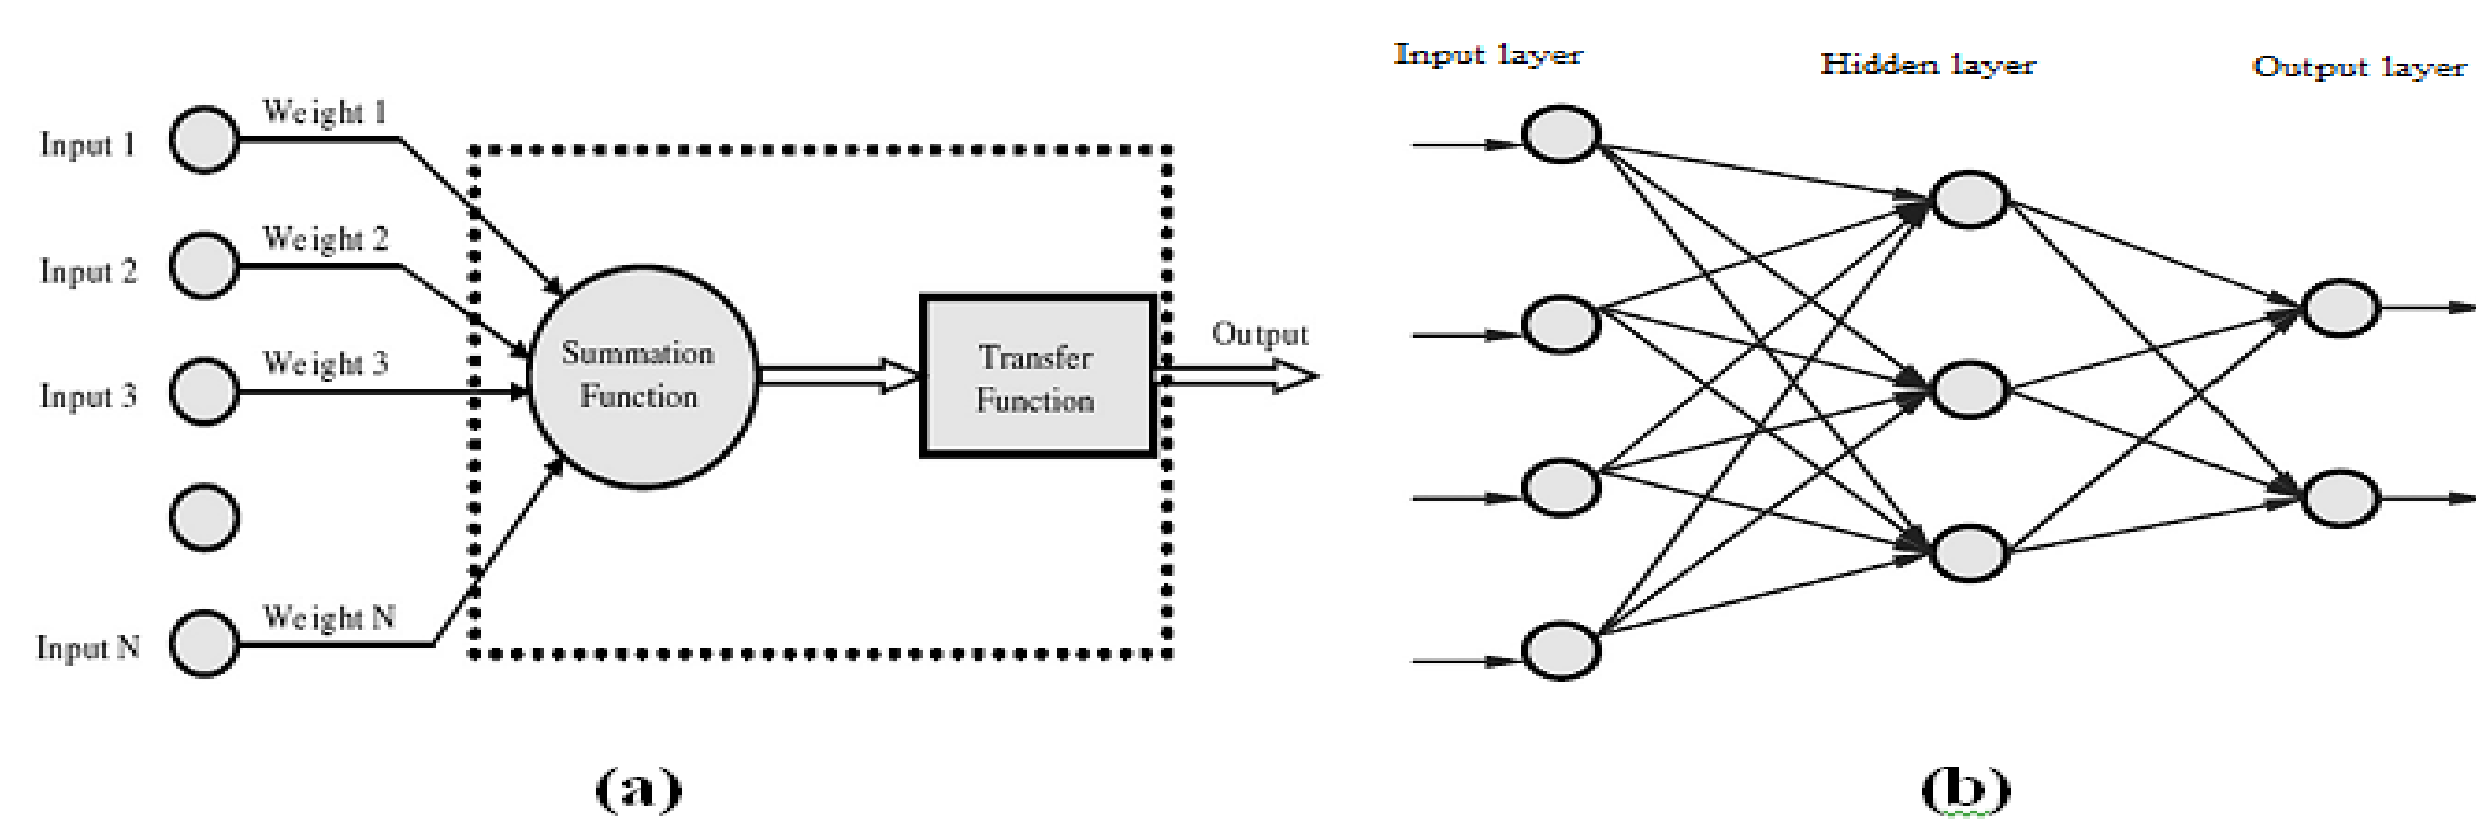 Input 1
Weight 1
Input 2
Weight 2
Input 3
Weight 3
Input N
Weight N
Summation
Function
Transfer
Function
Output
(a)
Input layer
Hidden layer
Output layer
(b)